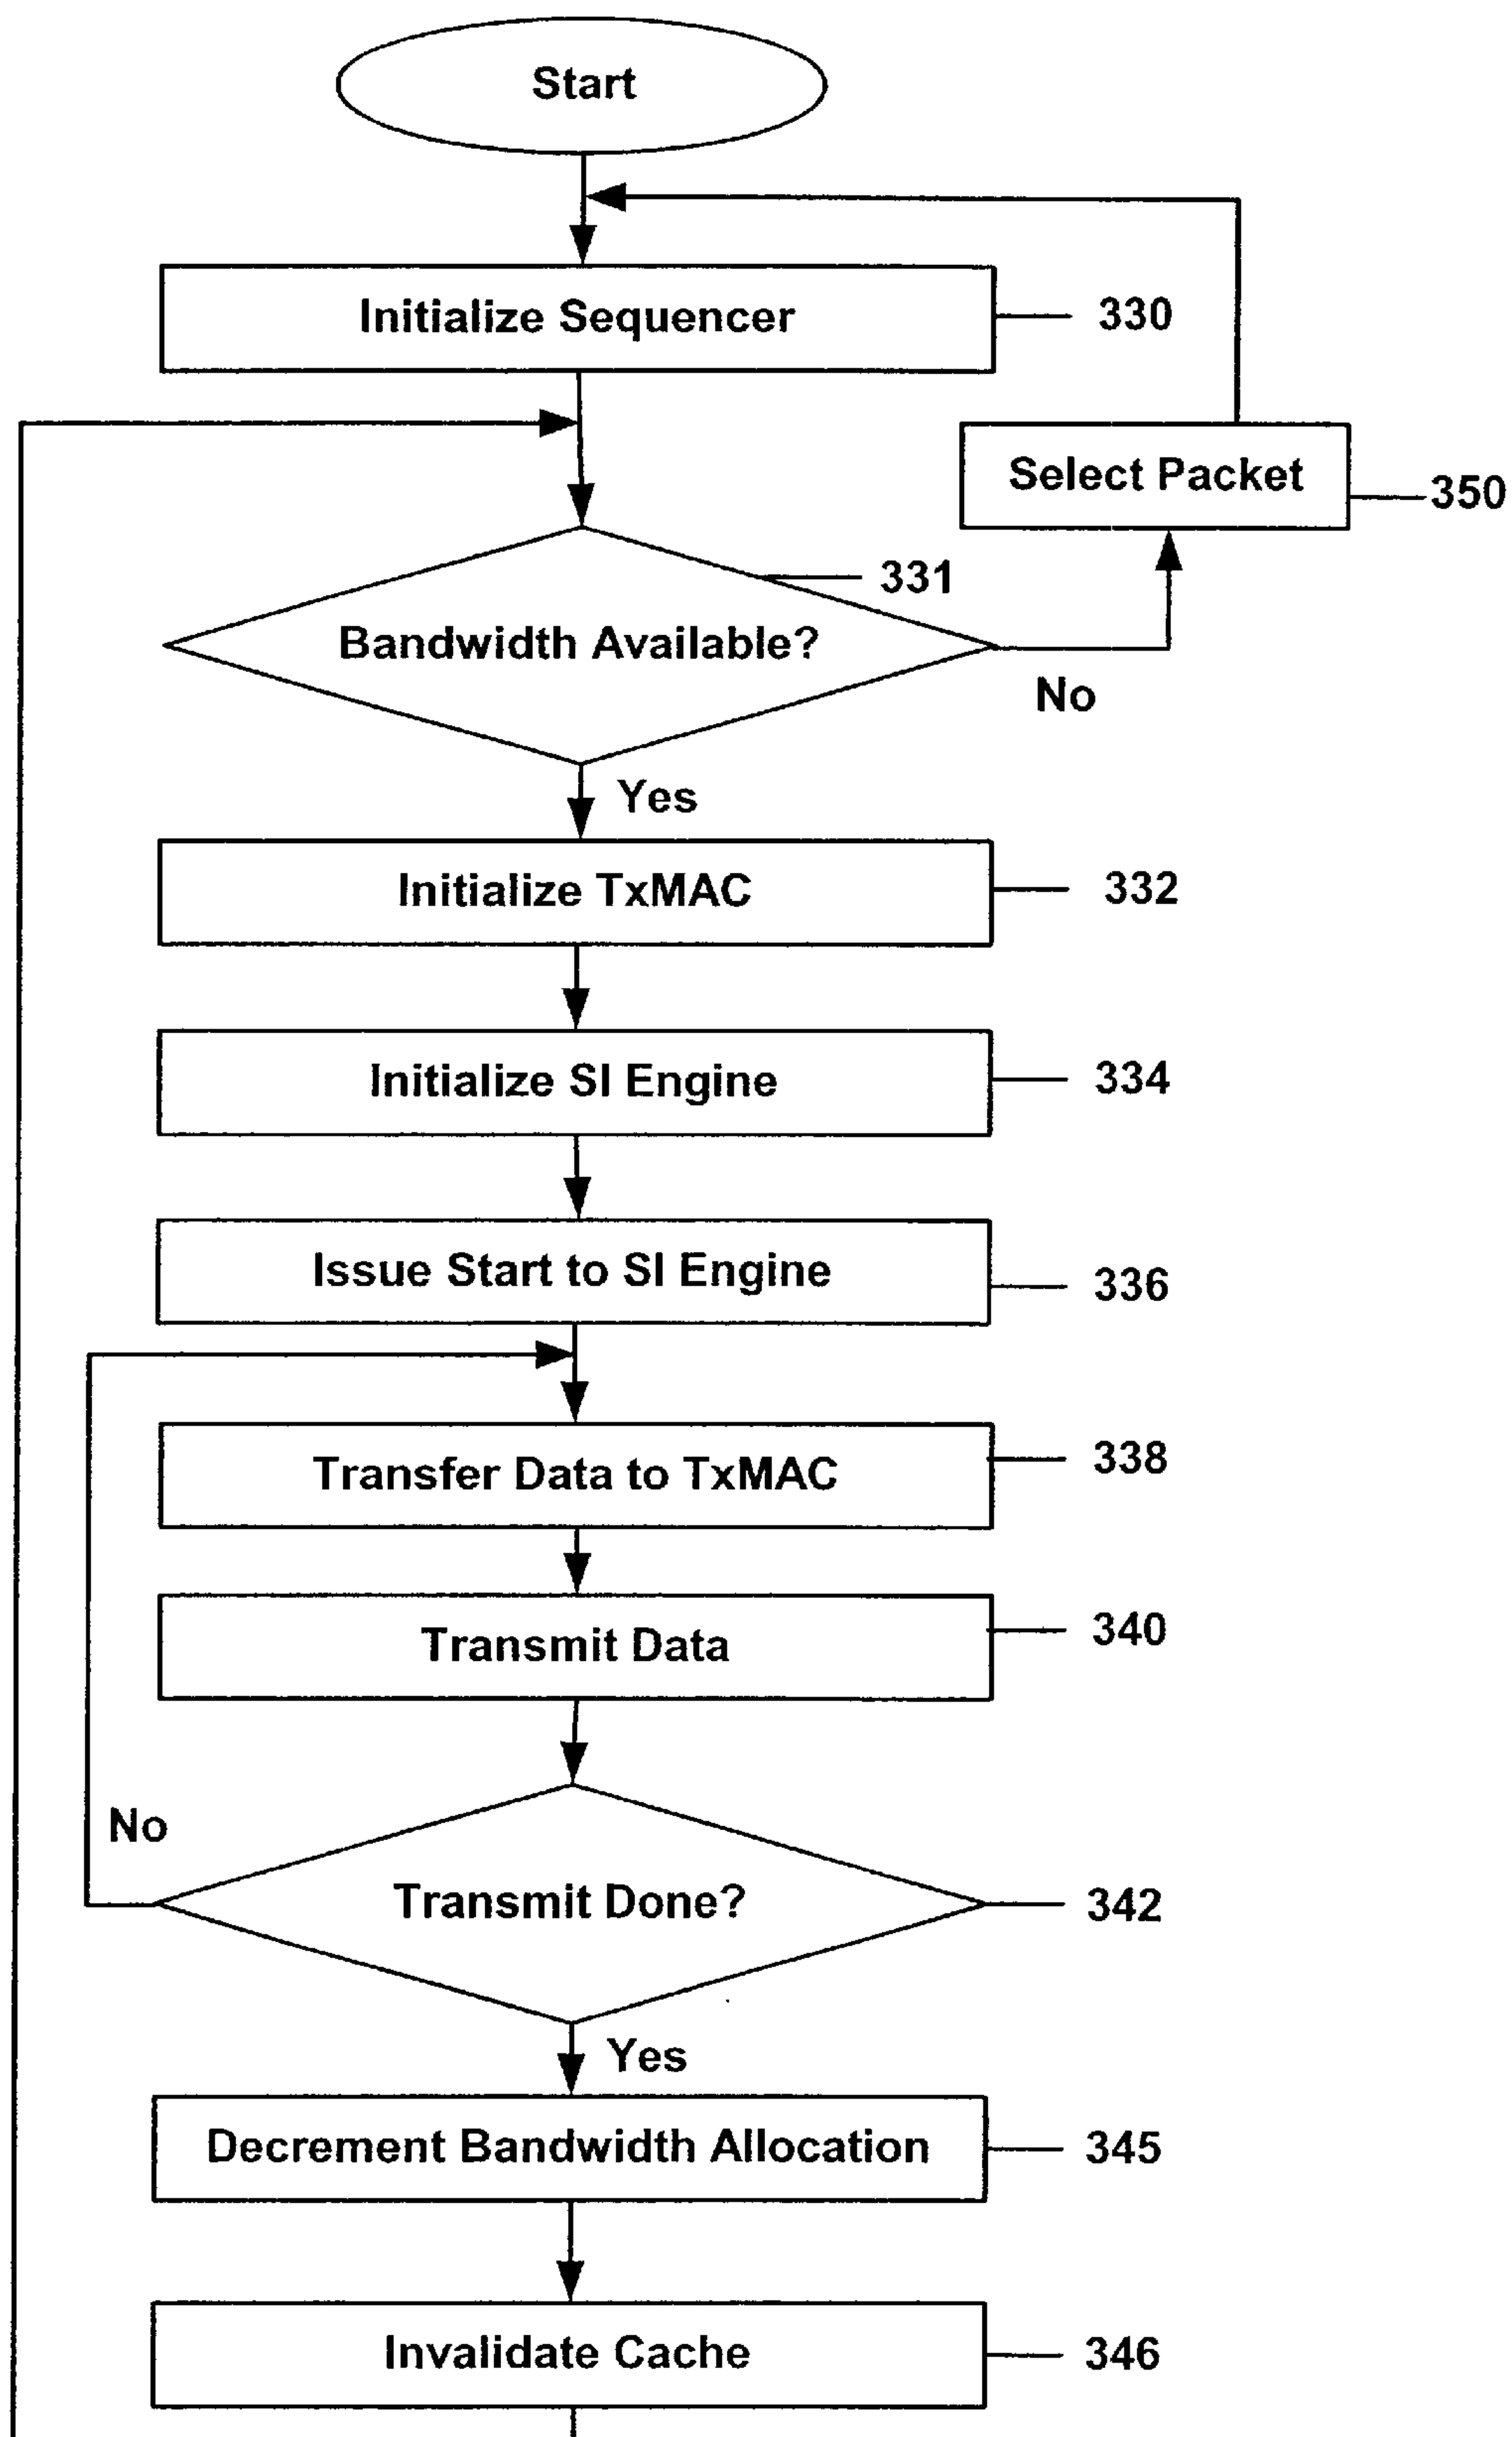 Start
Initialize Sequencer
330
Select Packet
350
331
Bandwidth Available?
No
Yes
Initialize TxMAC
332
Initialize SI Engine
334
Issue Start to SI Engine
336
Transfer Data to TxMAC
338
Transmit Data
340
No
Transmit Done?
342
Yes
Decrement Bandwidth Allocation
345
Invalidate Cache
346